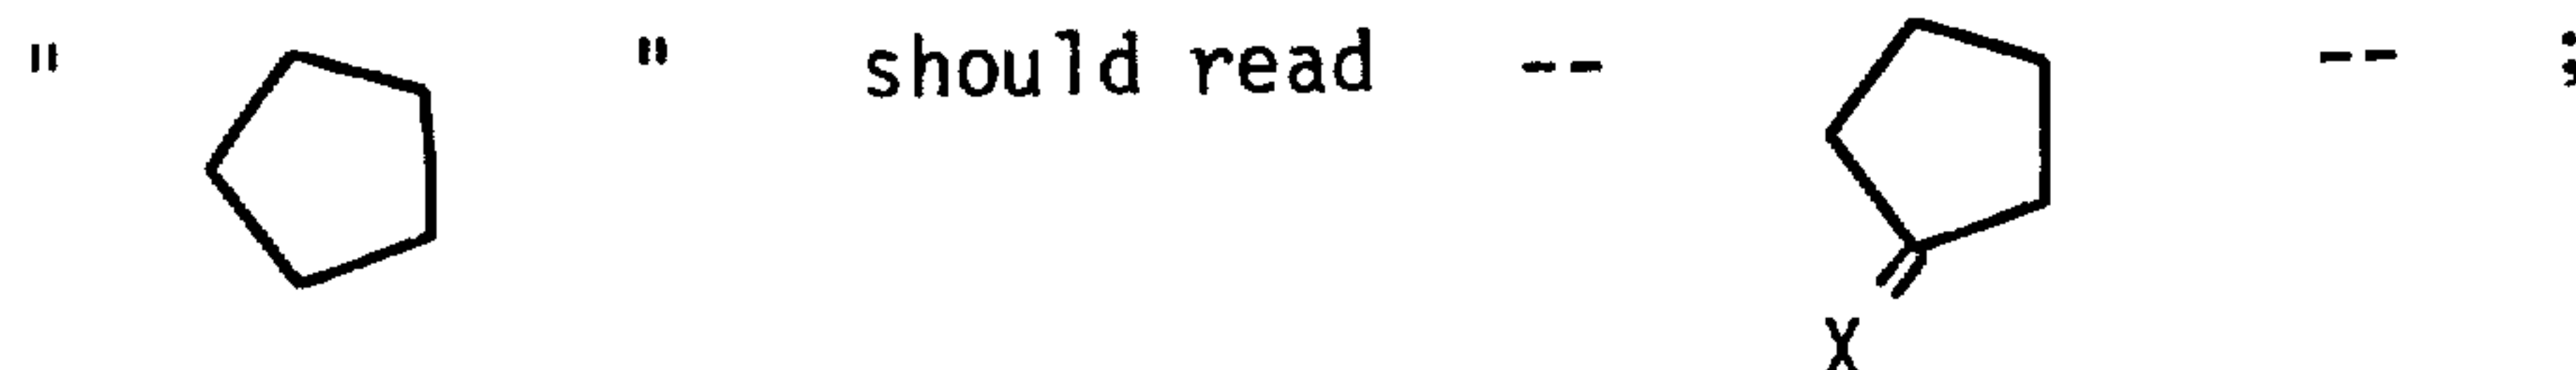 " " should read -- -- ;
X